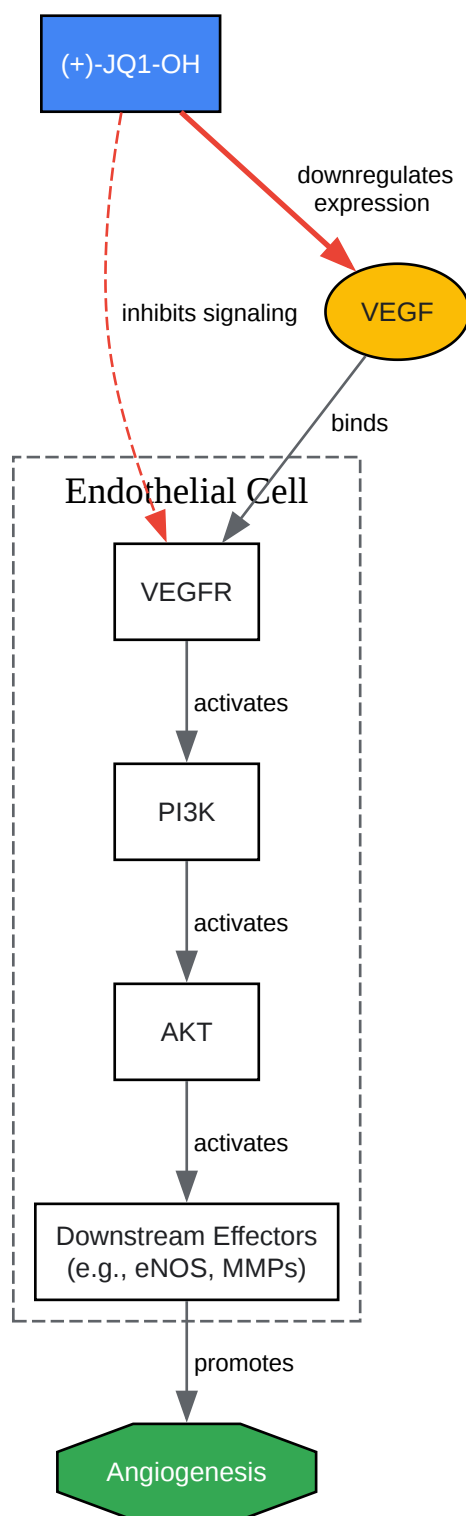 (+)-JQ1-OH
downregulates
expression
inhibits signaling
VEGF
binds
Endothelial Cell
VEGFR
activates
PI3K
activates
AKT
activates
Downstream Effectors
(e.g., eNOS, MMPs)
promotes
Angiogenesis